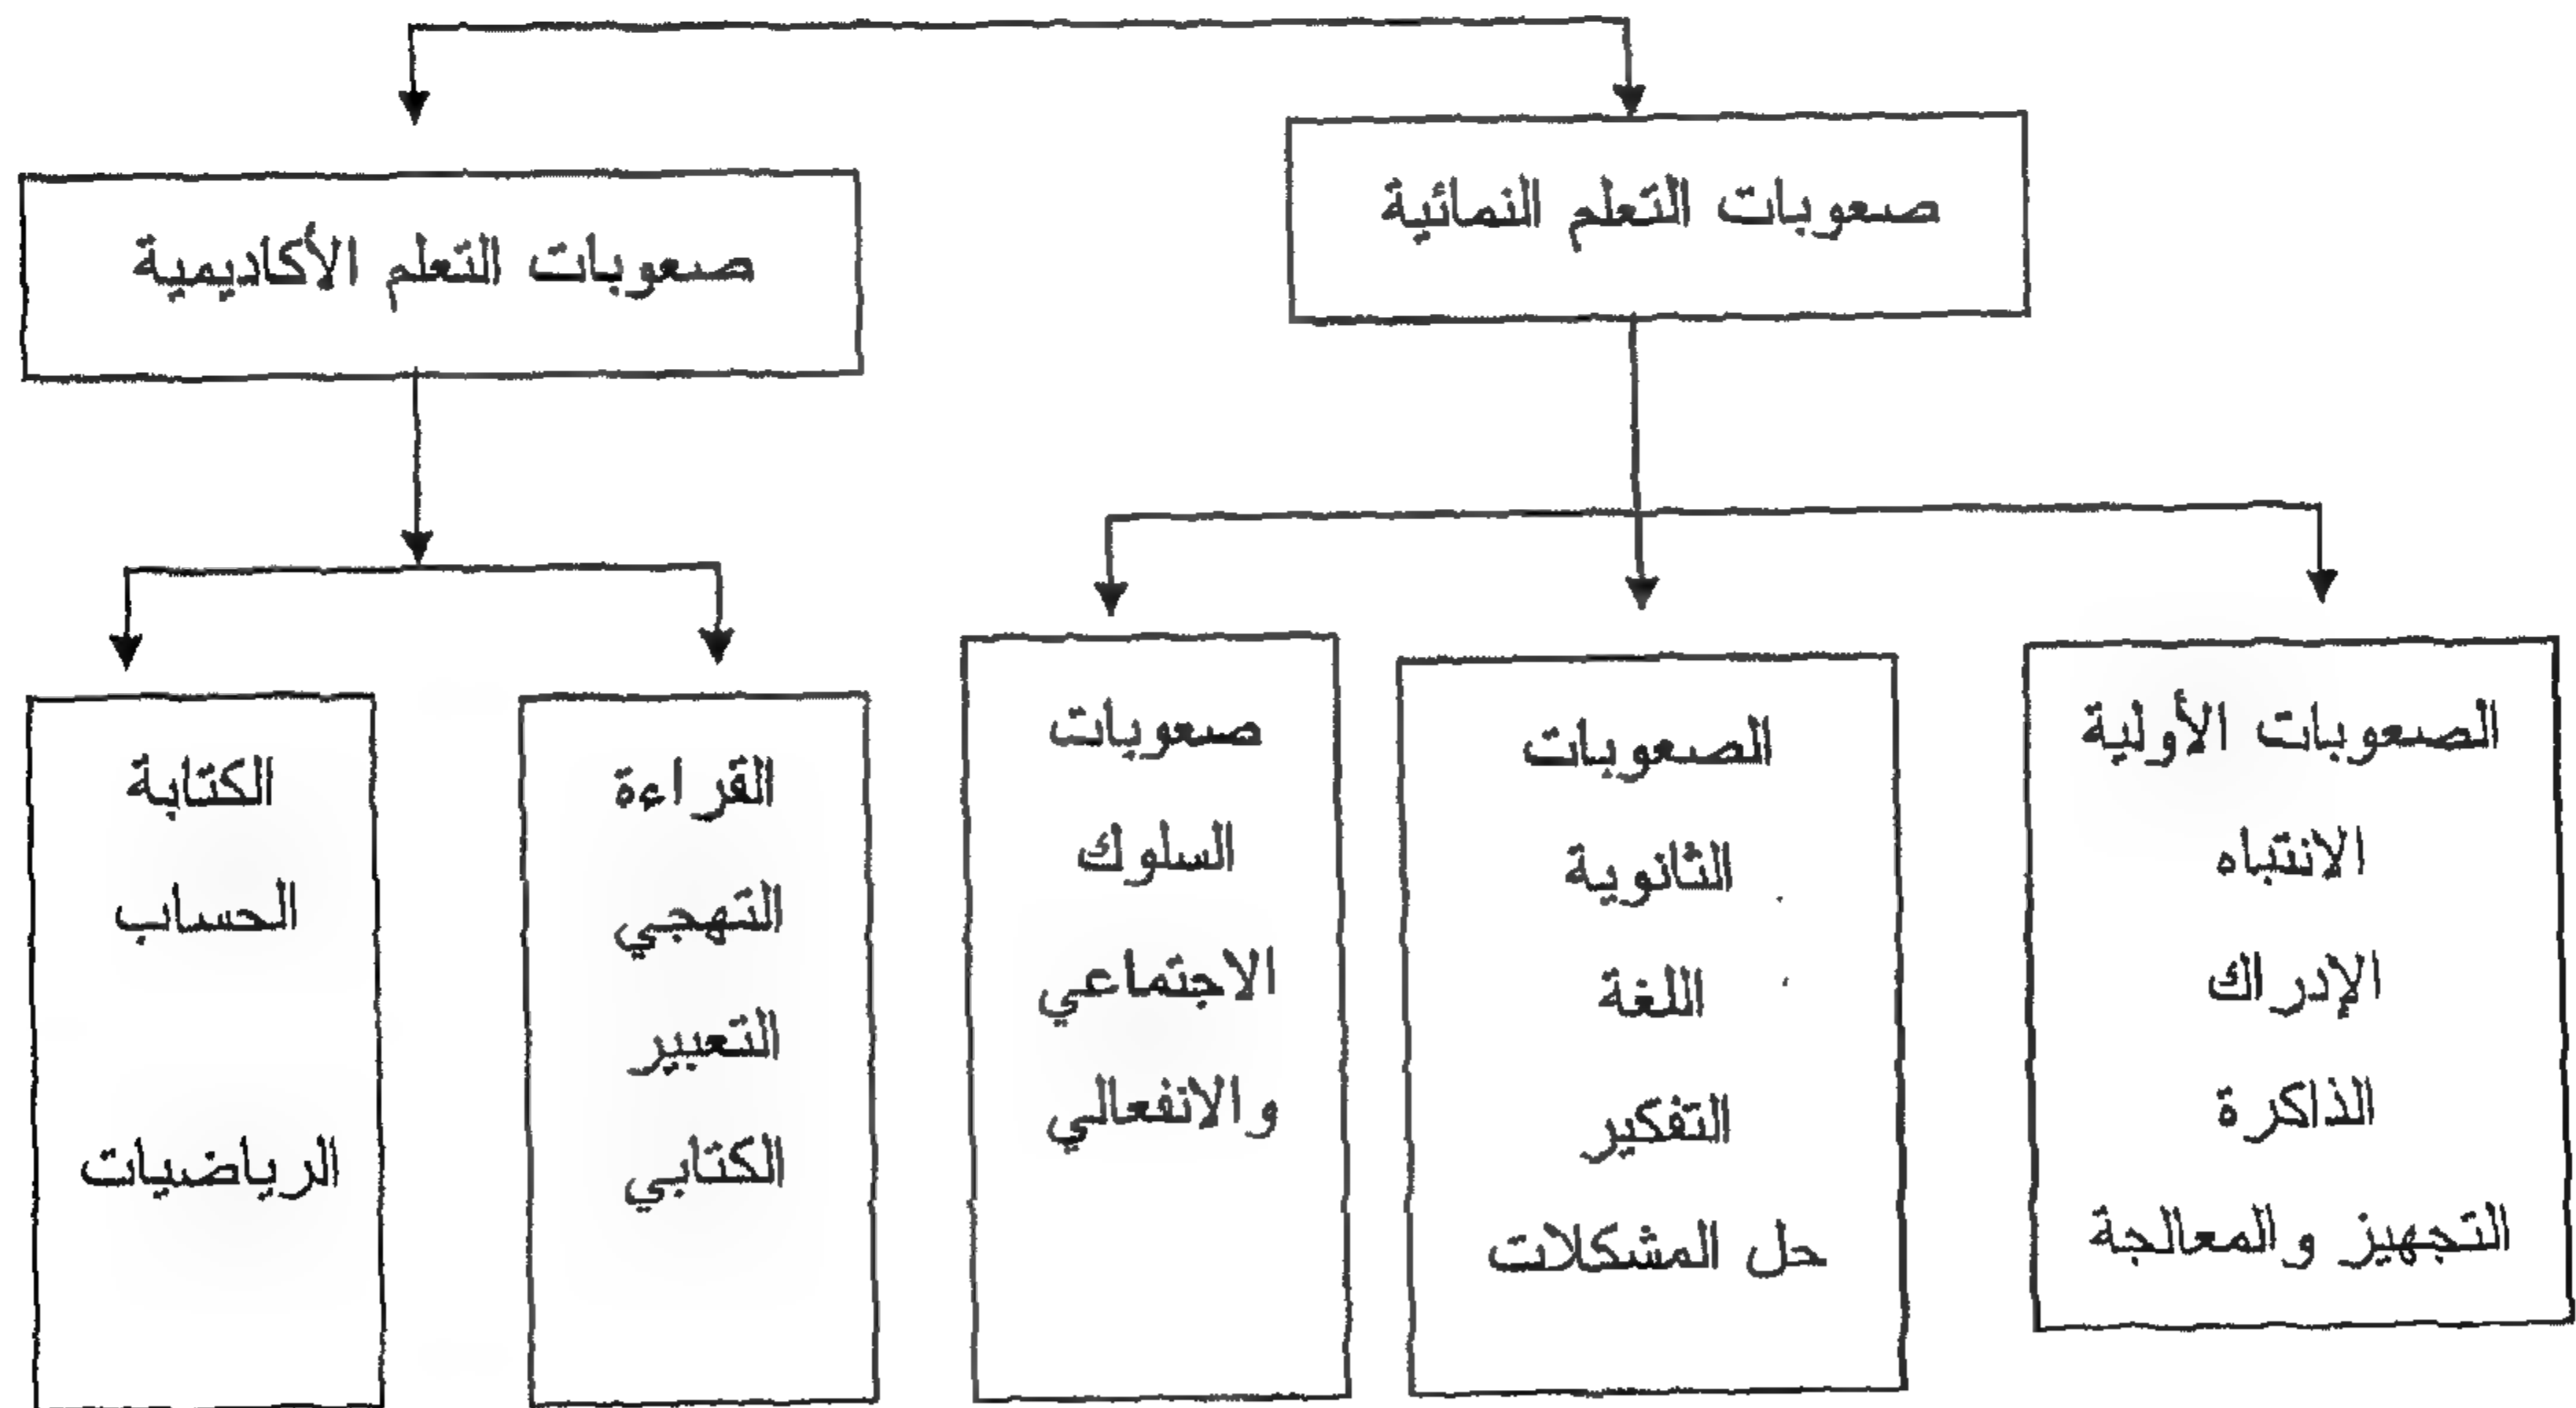 صعوبات التعلم النمائية
صعوبات التعلم الأكاديمية
الصعوبات الأولية
الانتباه
الإدراك
الذاكرة
التجهيز والمعالجة
الصعوبات
الثانوية
اللغة
التفكير
حل المشكلات
صعوبات
السلوك
الاجتماعي
والانفعالي
القراءة
التهجي
التعبير
الكتابي
الكتابة
الحساب
الرياضيات